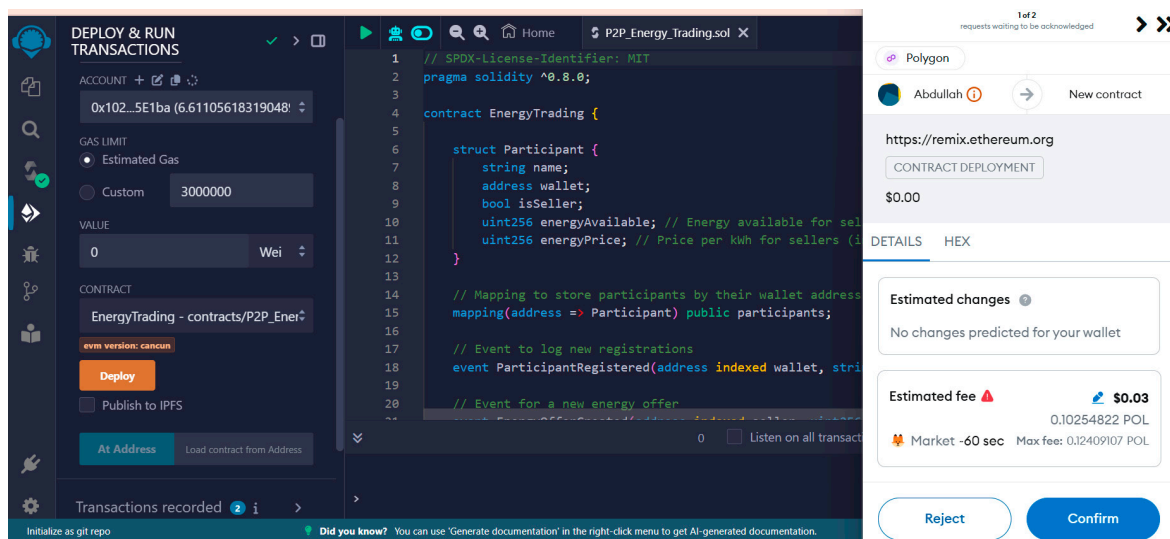 DEPLOY & RUN
TRANSACTIONS
ACCOUNT
0x102...5E1ba (6.61105618319048
GAS LIMIT
Estimated Gas
Custom 3000000
VALUE
0 Wei
CONTRACT
EnergyTrading - contracts/P2P_Ener
evm version: cancun
Deploy
Publish to IPFS
At Address Load contract from Address
Transactions recorded 2 i
Initialize as git repo
Home P2P_Energy_Trading.sol
1 // SPDX-License-Identifier: MIT
2 pragma solidity ^0.8.0;
3
4 contract EnergyTrading {
5
6 struct Participant {
7 string name;
8 address wallet;
9 bool isSeller;
10 uint256 energyAvailable; // Energy available for sel
11 uint256 energyPrice; // Price per kWh for sellers (i
12 }
13
14 // Mapping to store participants by their wallet address
15 mapping(address => Participant) public participants;
16
17 // Event to log new registrations
18 event ParticipantRegistered(address indexed wallet, stri
19
20 // Event for a new energy offer
0 Listen on all transact
>
Did you know? You can use 'Generate documentation' in the right-click menu to get AI-generated documentation.
1 of 2
requests waiting to be acknowledged
Polygon
Abdullah New contract
https://remix.ethereum.org
CONTRACT DEPLOYMENT
$0.00
DETAILS HEX
Estimated changes
No changes predicted for your wallet
Estimated fee $0.03
0.10254822 POL
Market ~60 sec Max fee: 0.12409107 POL
Reject Confirm